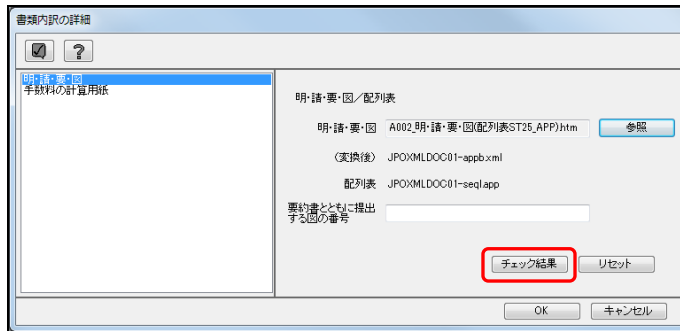 書類内訳の詳細
?
明・請・要・図
手数料の計算用紙
明・請・要・図／配列表
明・請・要・図 A002_明・請・要・図(配列表ST25_APP).htm 参照
(変換後) JPOXMLDOC01-appb.xml
配列表 JPOXMLDOC01-seql.app
要約書とともに提出
する図の番号
チェック結果 リセット
OK キャンセル